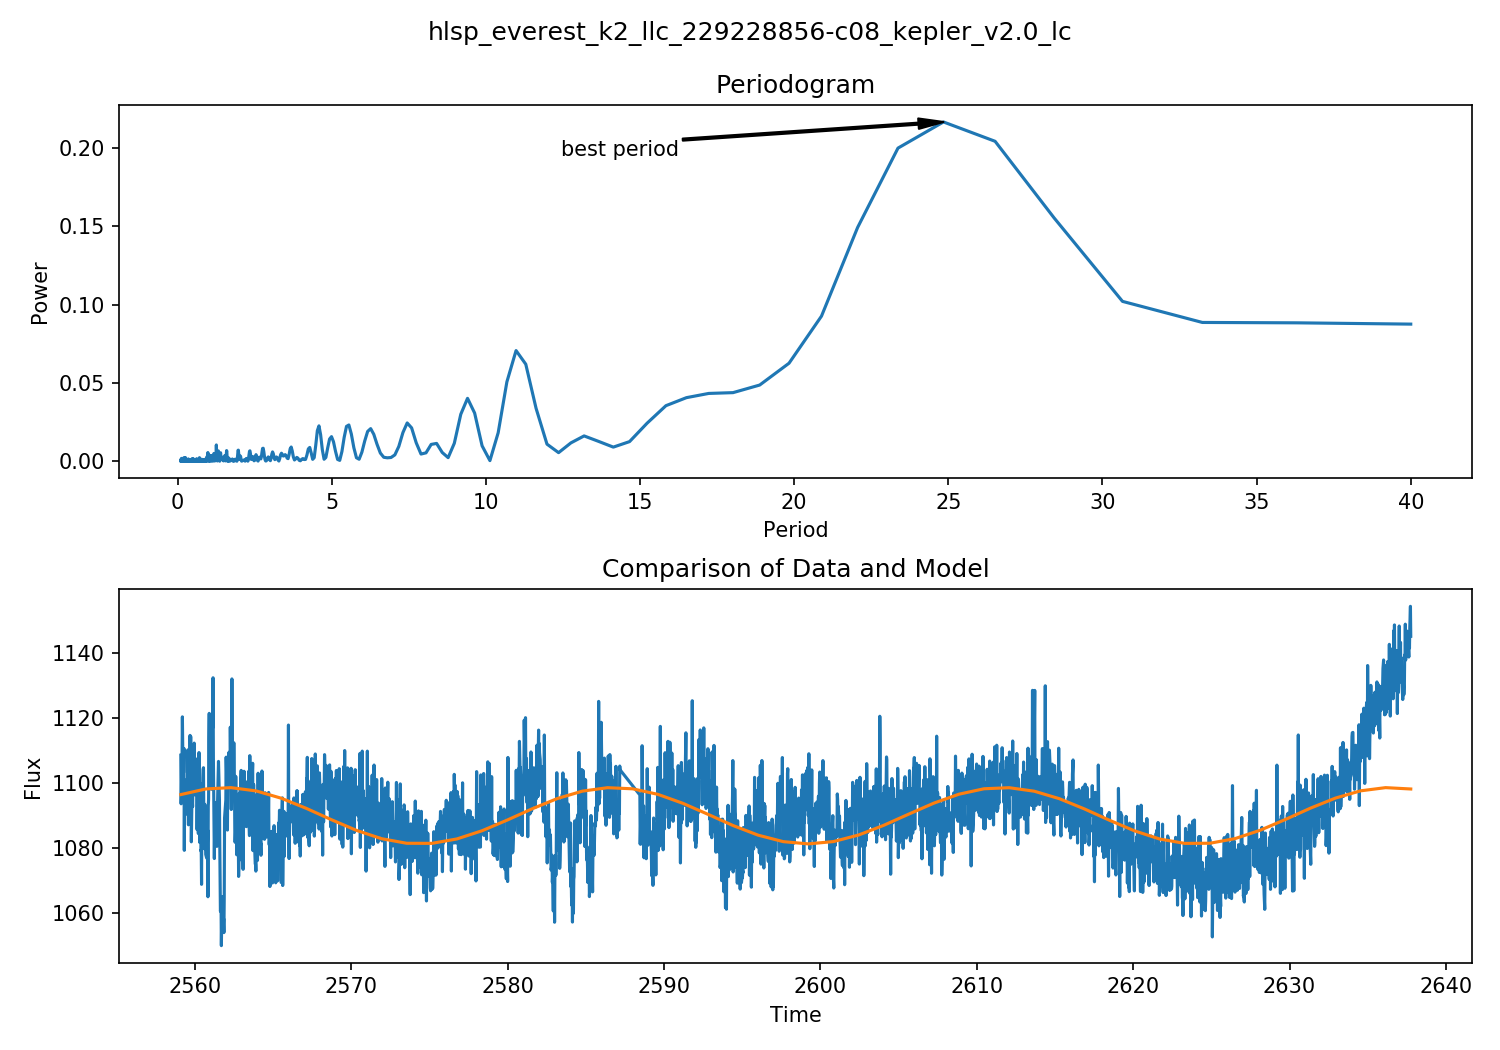 hlsp_everest_k2_llc_229228856-c08_kepler_v2.0_lc
Periodogram
best period
Power
0.20
0.15
0.10
0.05
0.00
0 5 10 15 20 25 30 35 40
Period
Comparison of Data and Model
Flux
1140
1120
1100
1080
1060
2560 2570 2580 2590 2600 2610 2620 2630 2640
Time